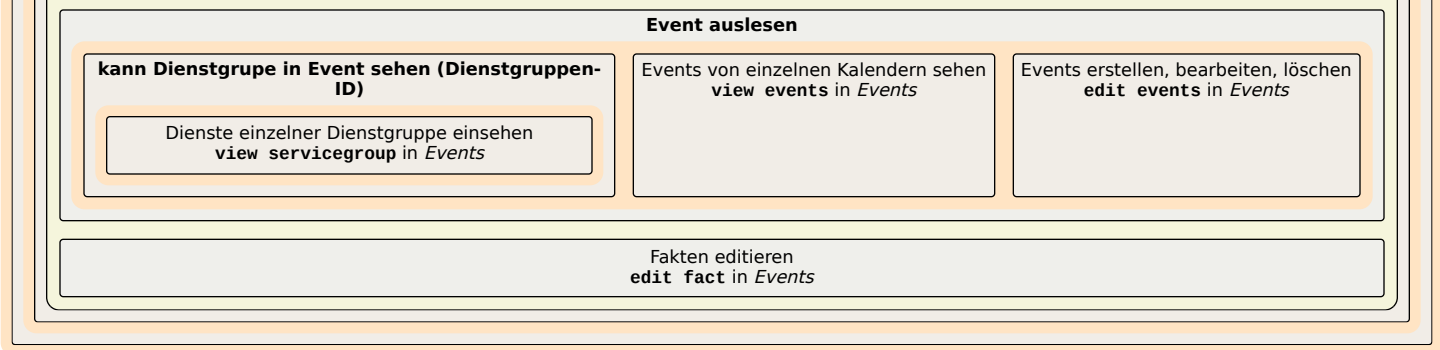 Event auslesen
kann Dienstgrupe in Event sehen (Dienstgruppen-
ID)
Dienste einzelner Dienstgruppe einsehen
view servicegroup in Events
Events von einzelnen Kalendern sehen
view events in Events
Events erstellen, bearbeiten, löschen
edit events in Events
Fakten editieren
edit fact in Events